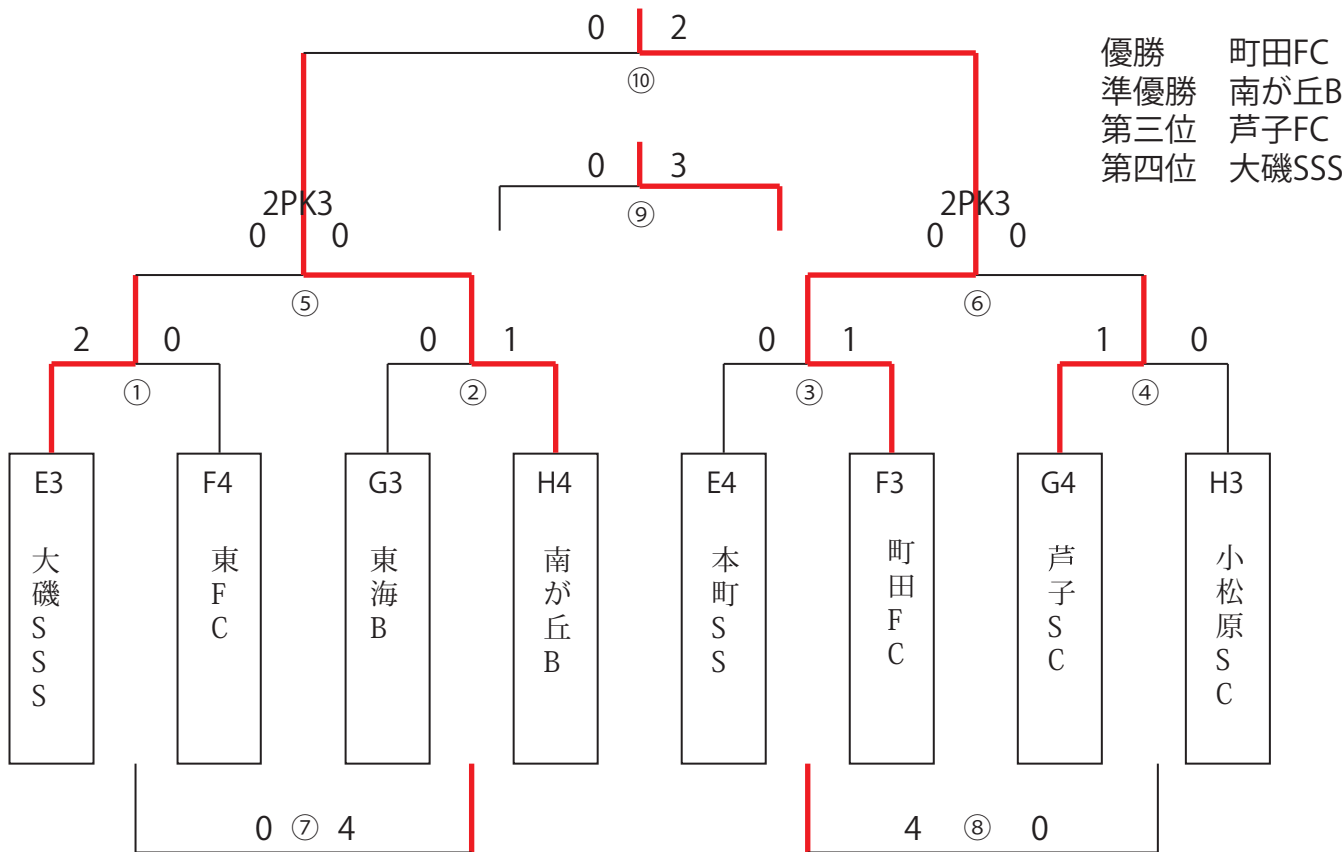 0 2
⑩
優勝 町田FC
準優勝 南が丘B
第三位 芦子FC
第四位 大磯SSS
0 3
⑨
2PK3
0 0
⑤
2PK3
0 0
⑥
2 0
①
0 1
②
0 1
③
1 0
④
E3
大磯SSS
F4
東FC
G3
東海B
H4
南が丘B
E4
本町SS
F3
町田FC
G4
芦子SC
H3
小松原SC
0 ⑦ 4
4 ⑧ 0